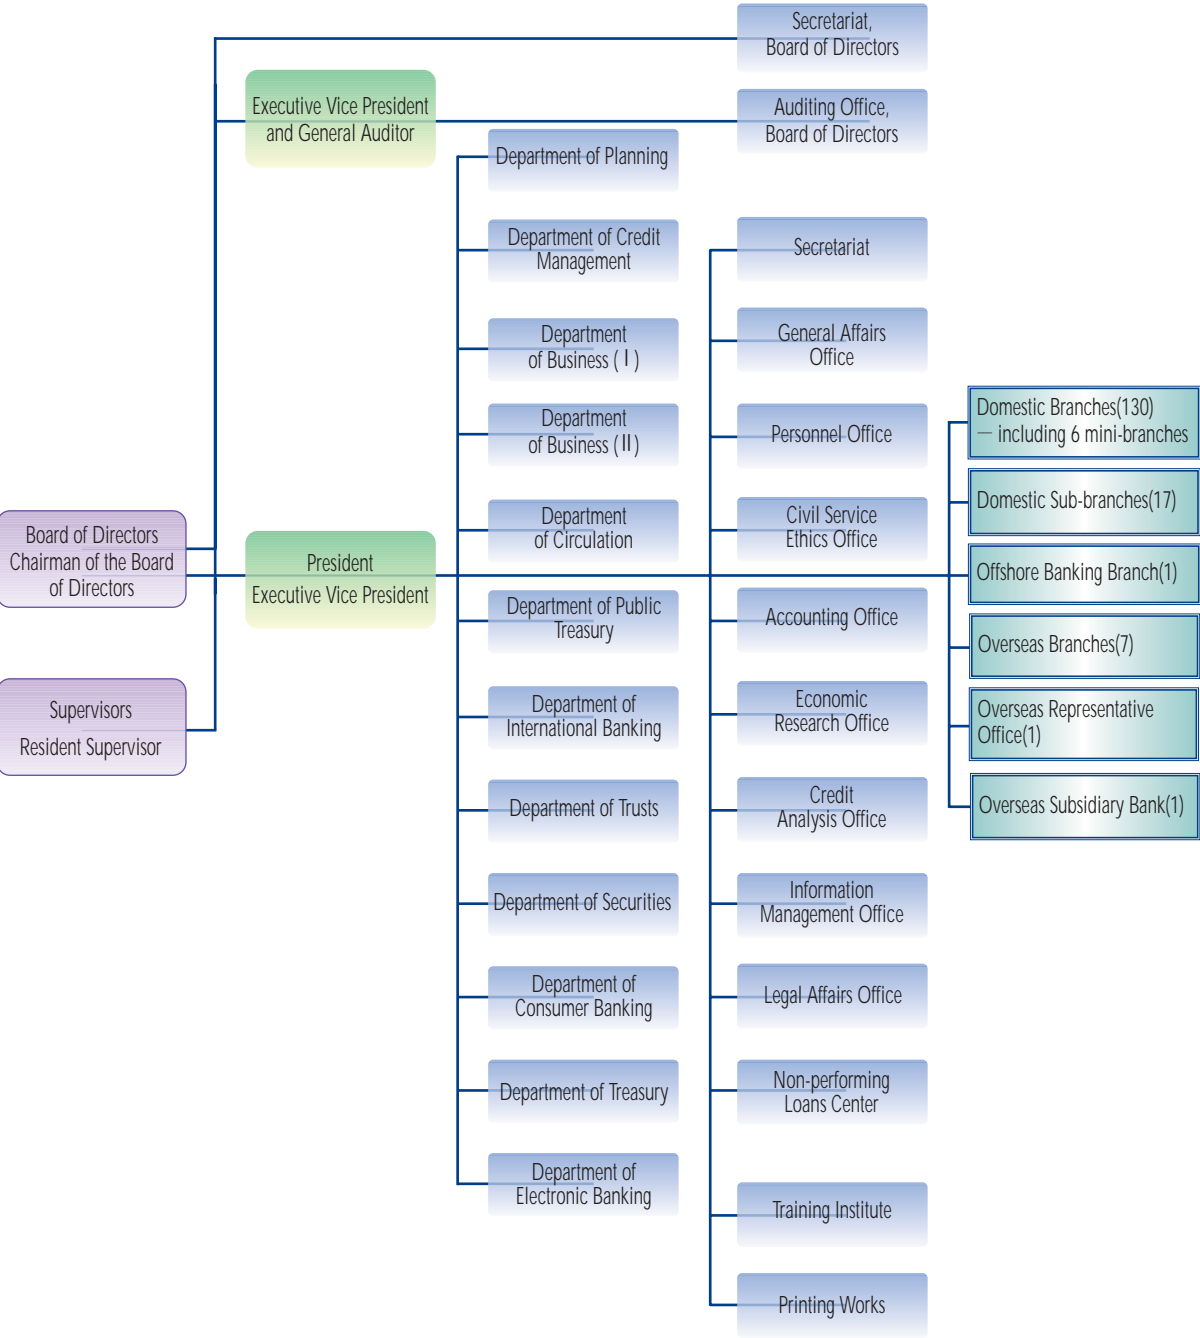 Secretariat,
Board of Directors
Executive Vice President
and General Auditor
Auditing Office,
Board of Directors
Board of Directors
Chairman of the Board
of Directors
Supervisors
Resident Supervisor
President
Executive Vice President
Department of Planning
Department of Credit
Management
Department
of Business ( I )
Department
of Business ( II )
Department
of Circulation
Department of Public
Treasury
Department of
International Banking
Department of Trusts
Department of Securities
Department of
Consumer Banking
Department of Treasury
Department of
Electronic Banking
Secretariat
General Affairs
Office
Personnel Office
Civil Service
Ethics Office
Accounting Office
Economic
Research Office
Credit
Analysis Office
Information
Management Office
Legal Affairs Office
Non-performing
Loans Center
Training Institute
Printing Works
Domestic Branches(130)
— including 6 mini-branches
Domestic Sub-branches(17)
Offshore Banking Branch(1)
Overseas Branches(7)
Overseas Representative
Office(1)
Overseas Subsidiary Bank(1)